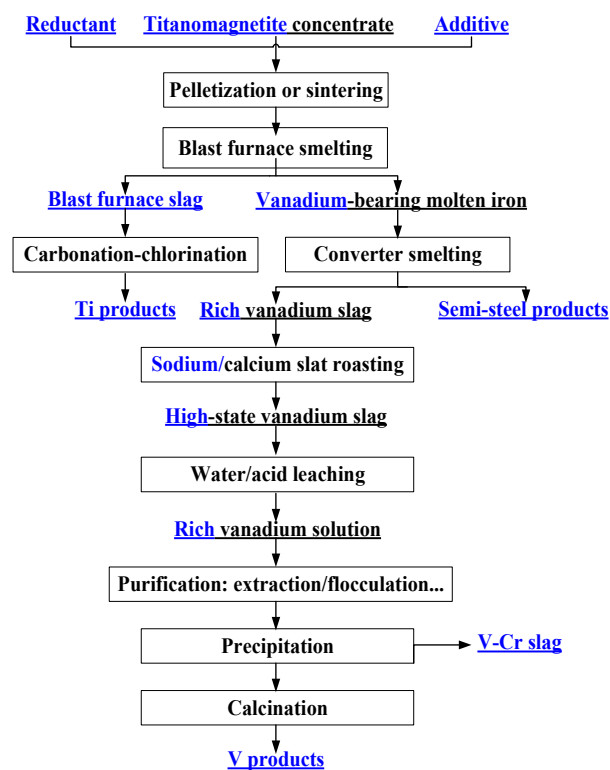 Reductant
Titanomagnetite concentrate
Additive
Pelletization or sintering
Blast furnace smelting
Blast furnace slag
Vanadium-bearing molten iron
Carbonation-chlorination
Converter smelting
Ti products
Rich vanadium slag
Semi-steel products
Sodium/calcium slat roasting
High-state vanadium slag
Water/acid leaching
Rich vanadium solution
Purification: extraction/flocculation...
Precipitation
V-Cr slag
Calcination
V products